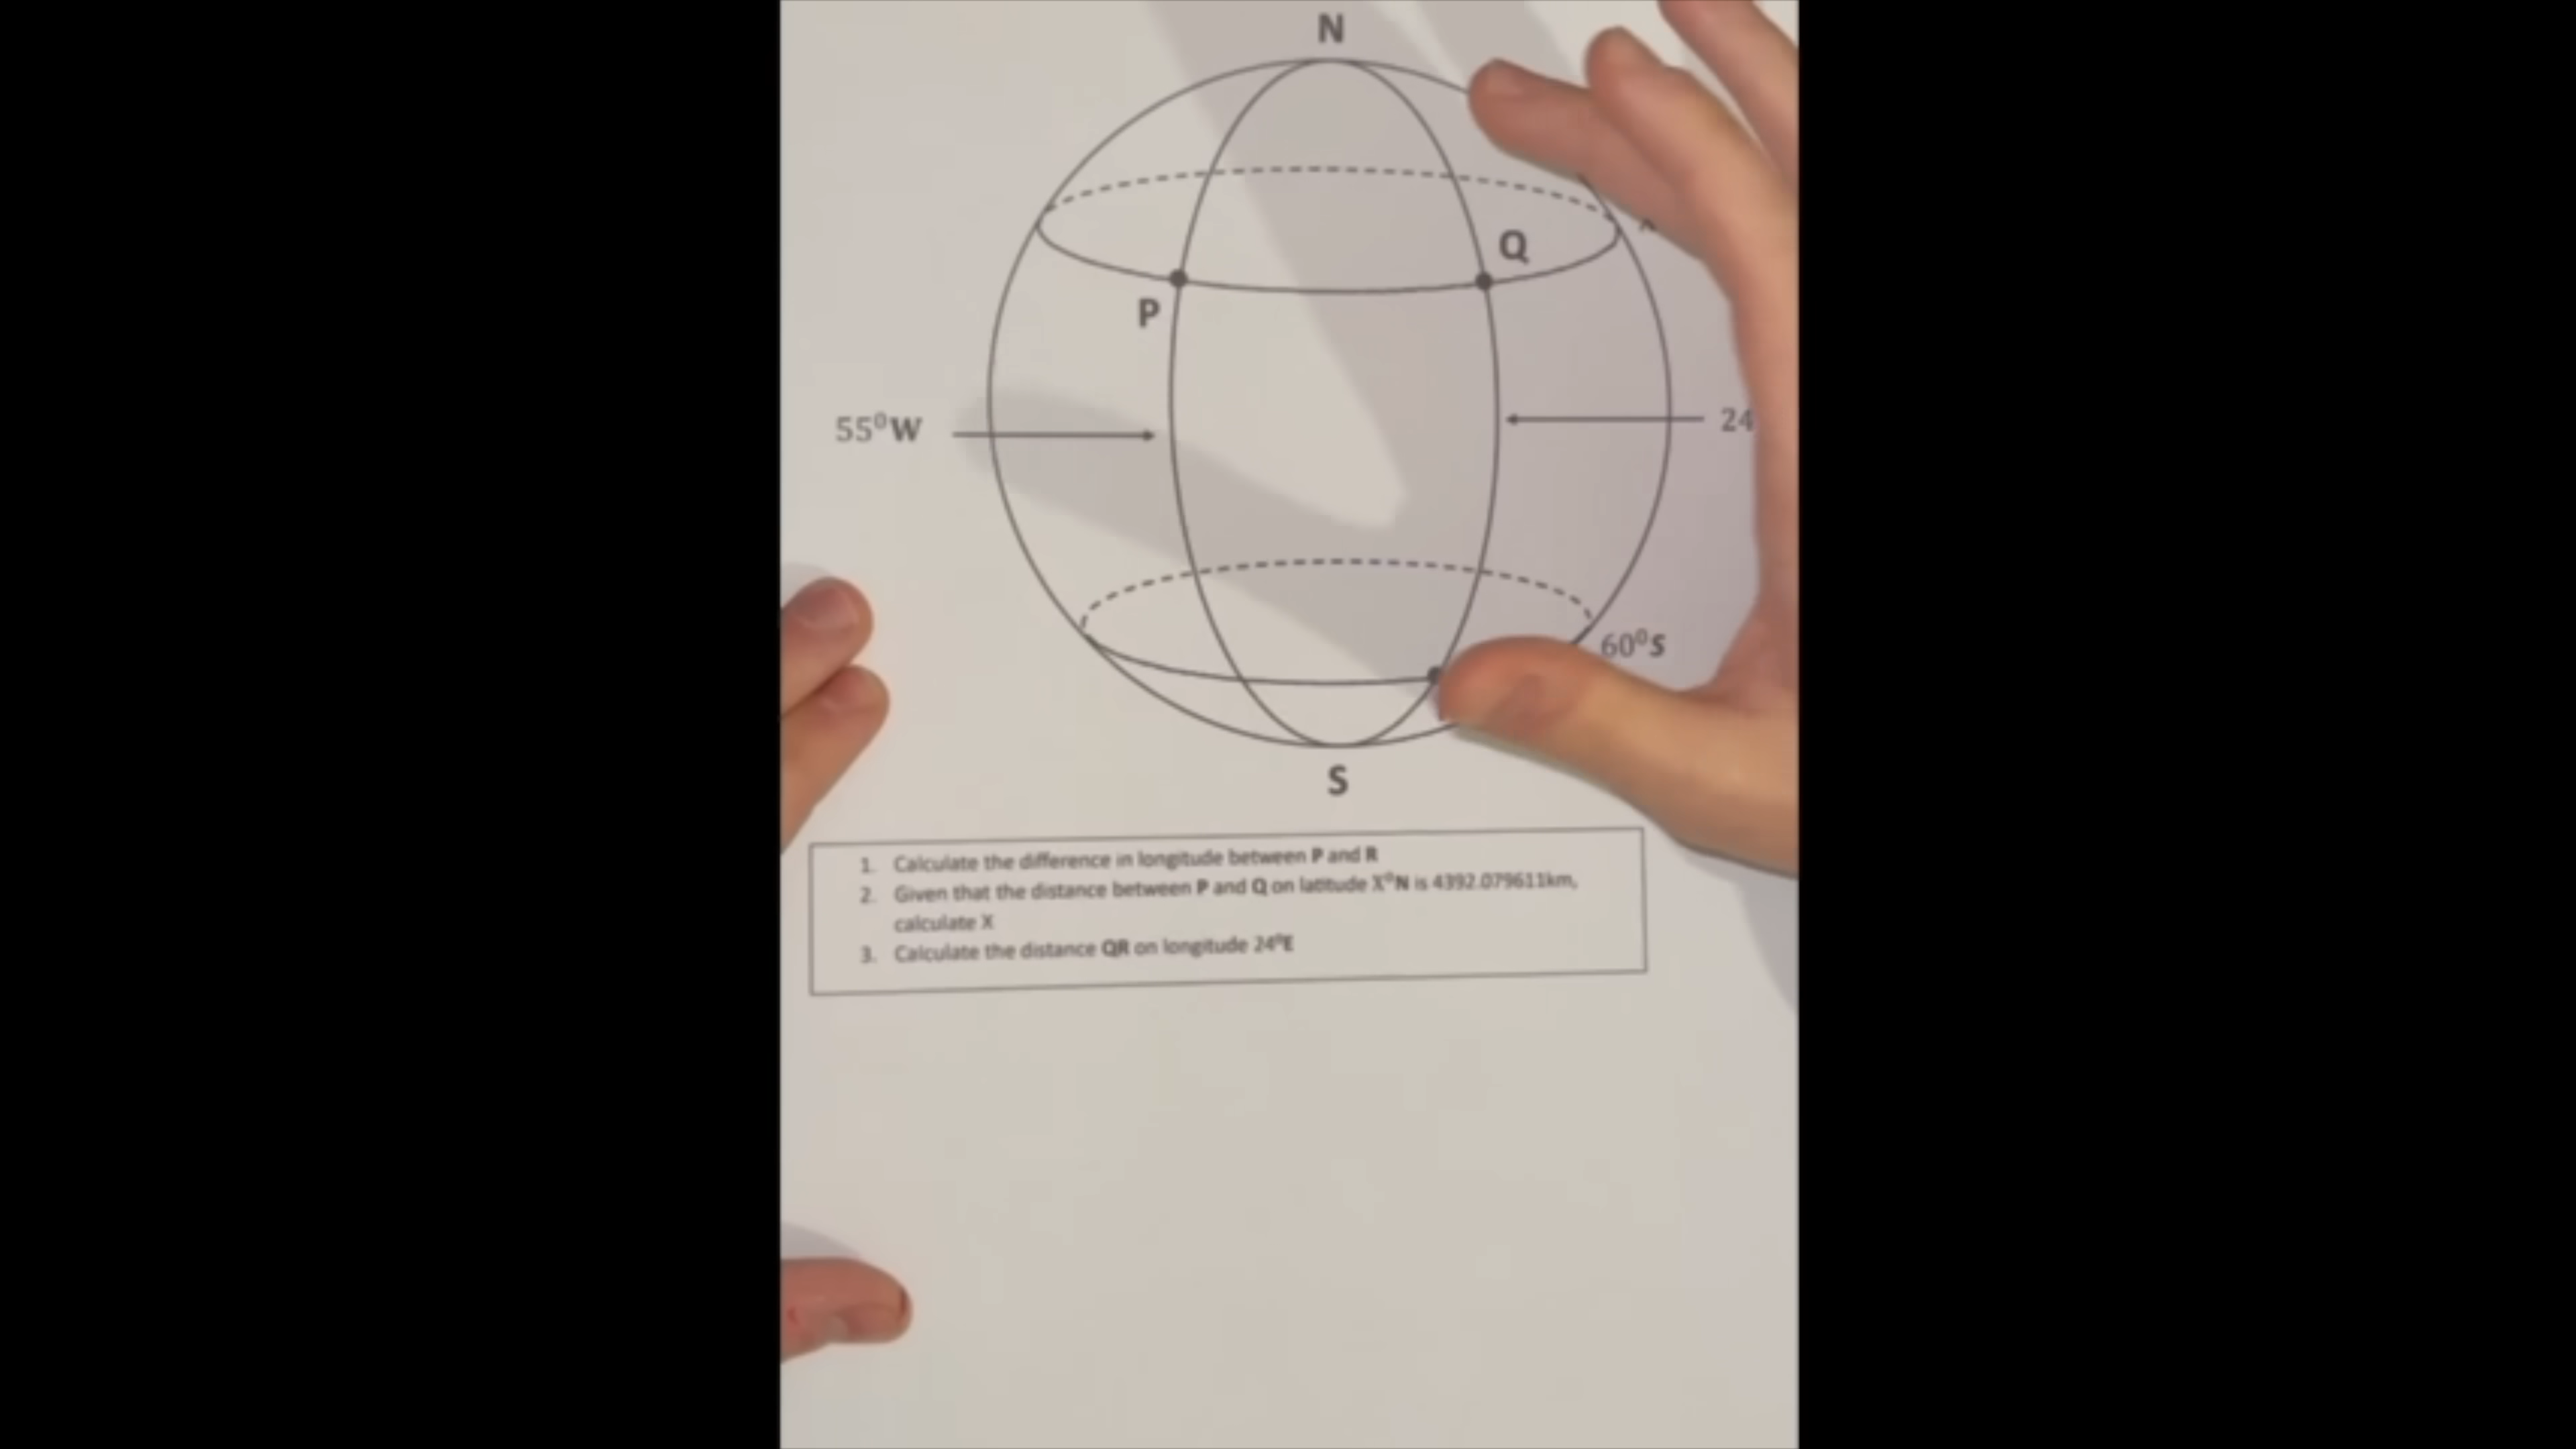 N
Q
P
55⁰W
24
60⁰S
S
1. Calculate the difference in longitude between P and R
2. Given that the distance between P and Q on latitude X⁰N is 4392.079611km,
calculate X
3. Calculate the distance QR on longitude 24⁰E